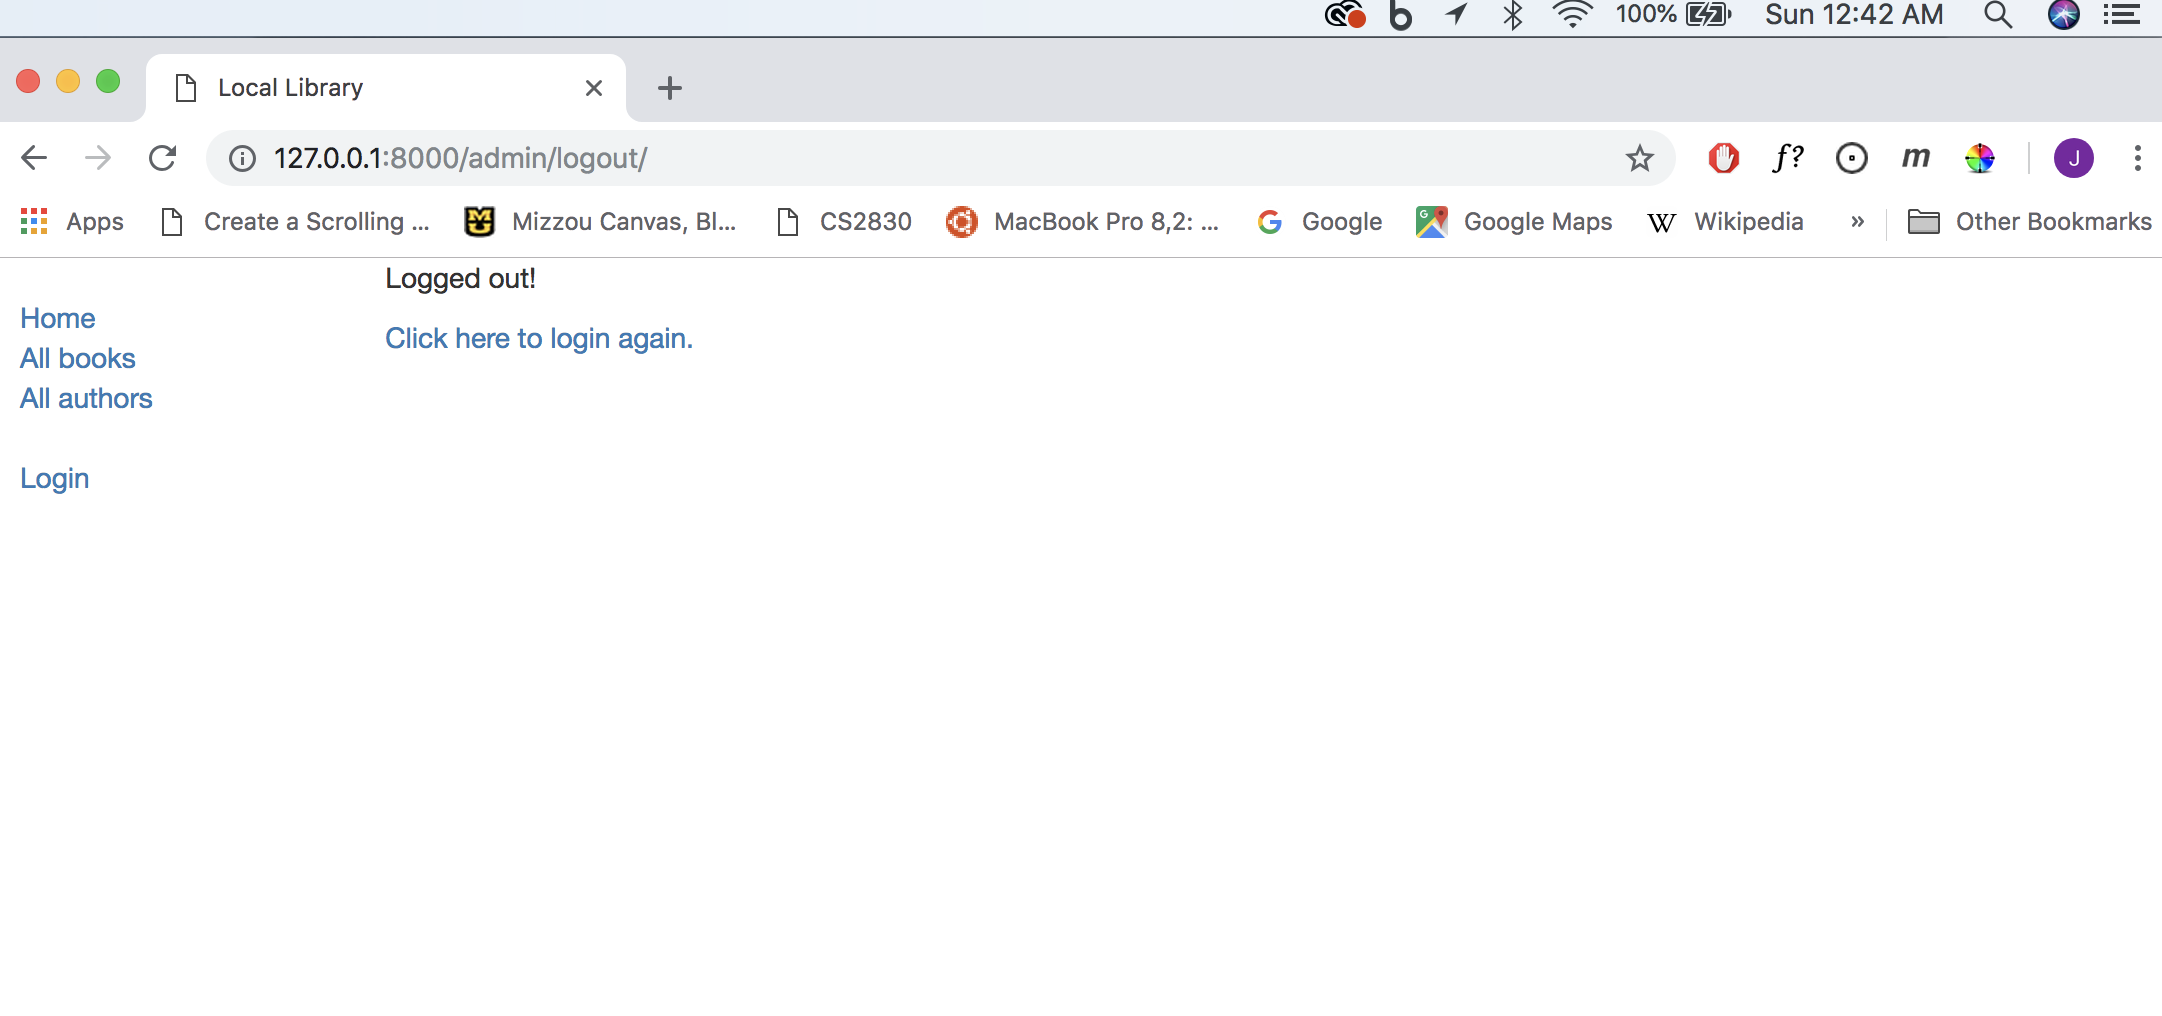 100% Sun 12:42 AM
Local Library
127.0.0.1:8000/admin/logout/
f? m J
Apps Create a Scrolling ... Mizzou Canvas, Bl... CS2830 MacBook Pro 8,2: ... Google Google Maps W Wikipedia » Other Bookmarks
Logged out!
Home
Click here to login again.
All books
All authors
Login